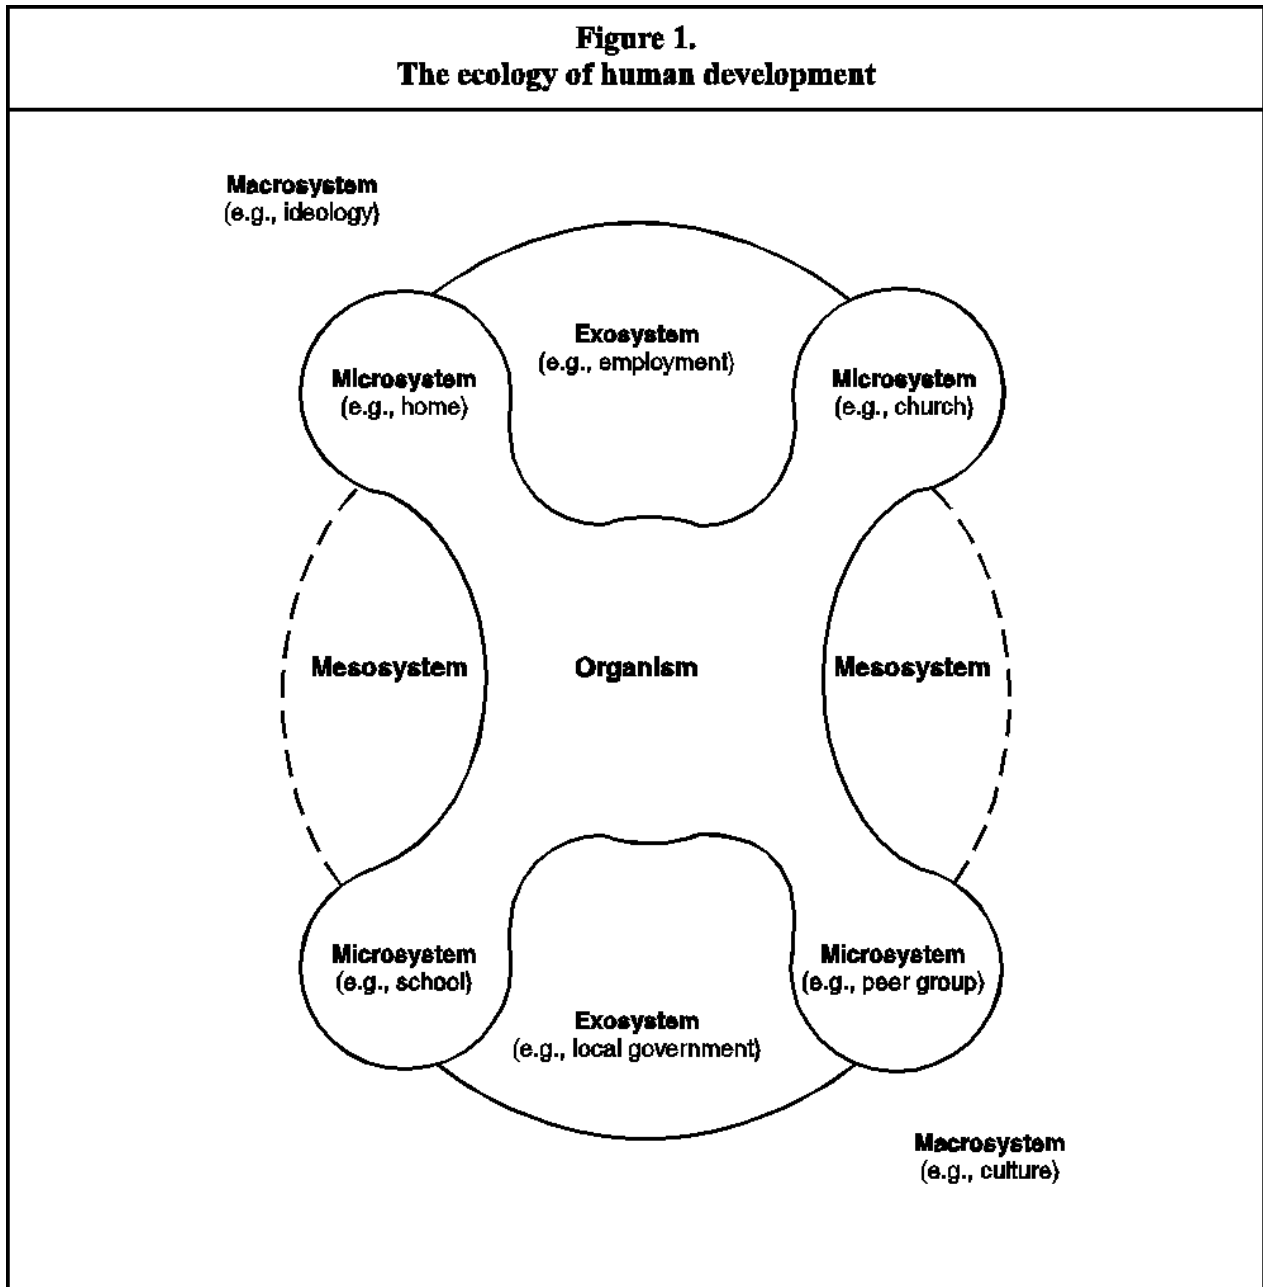 Figure 1.
The ecology of human development
Macrosystem
(e.g., ideology)
Exosystem
(e.g., employment)
Microsystem
(e.g., home)
Microsystem
(e.g., church)
Mesosystem
Organism
Mesosystem
Microsystem
(e.g., school)
Microsystem
(e.g., peer group)
Exosystem
(e.g., local government)
Macrosystem
(e.g., culture)